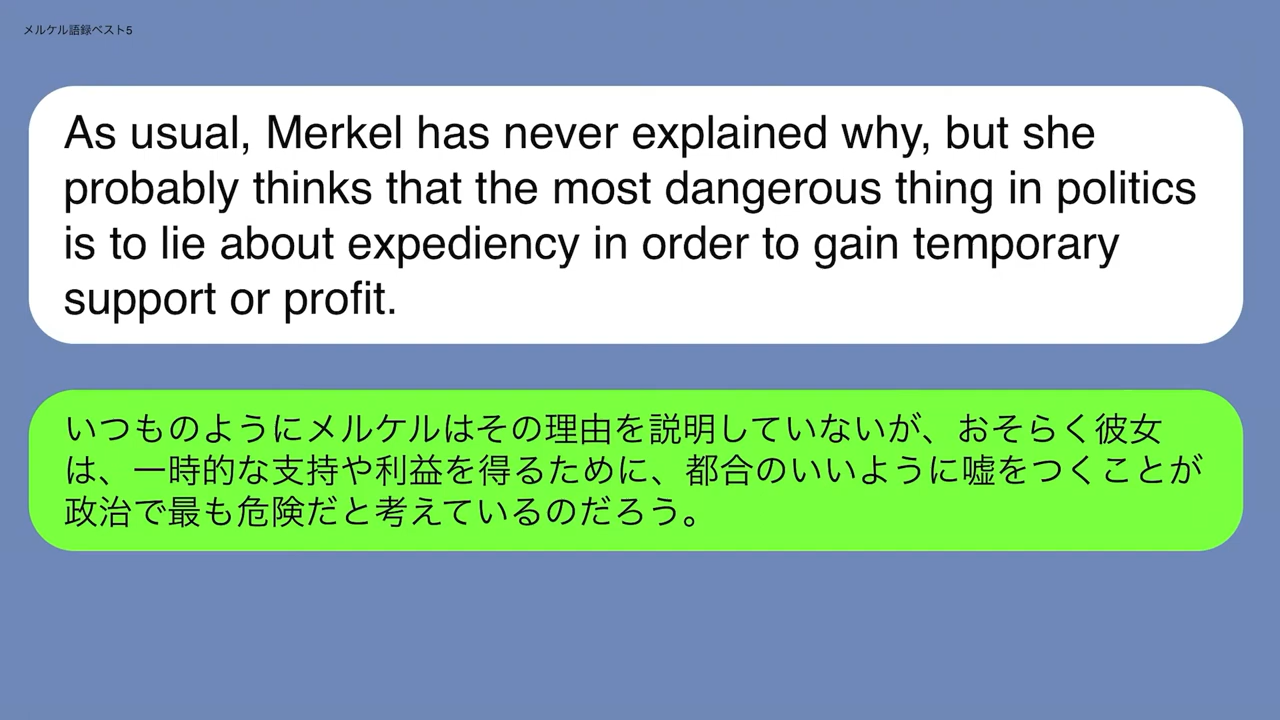 メルケル語録ベスト5
As usual, Merkel has never explained why, but she
probably thinks that the most dangerous thing in politics
is to lie about expediency in order to gain temporary
support or profit.
いつものようにメルケルはその理由を説明していないが、おそらく彼女
は、一時的な支持や利益を得るために、都合のいいように嘘をつくことが
政治で最も危険だと考えているのだろう。